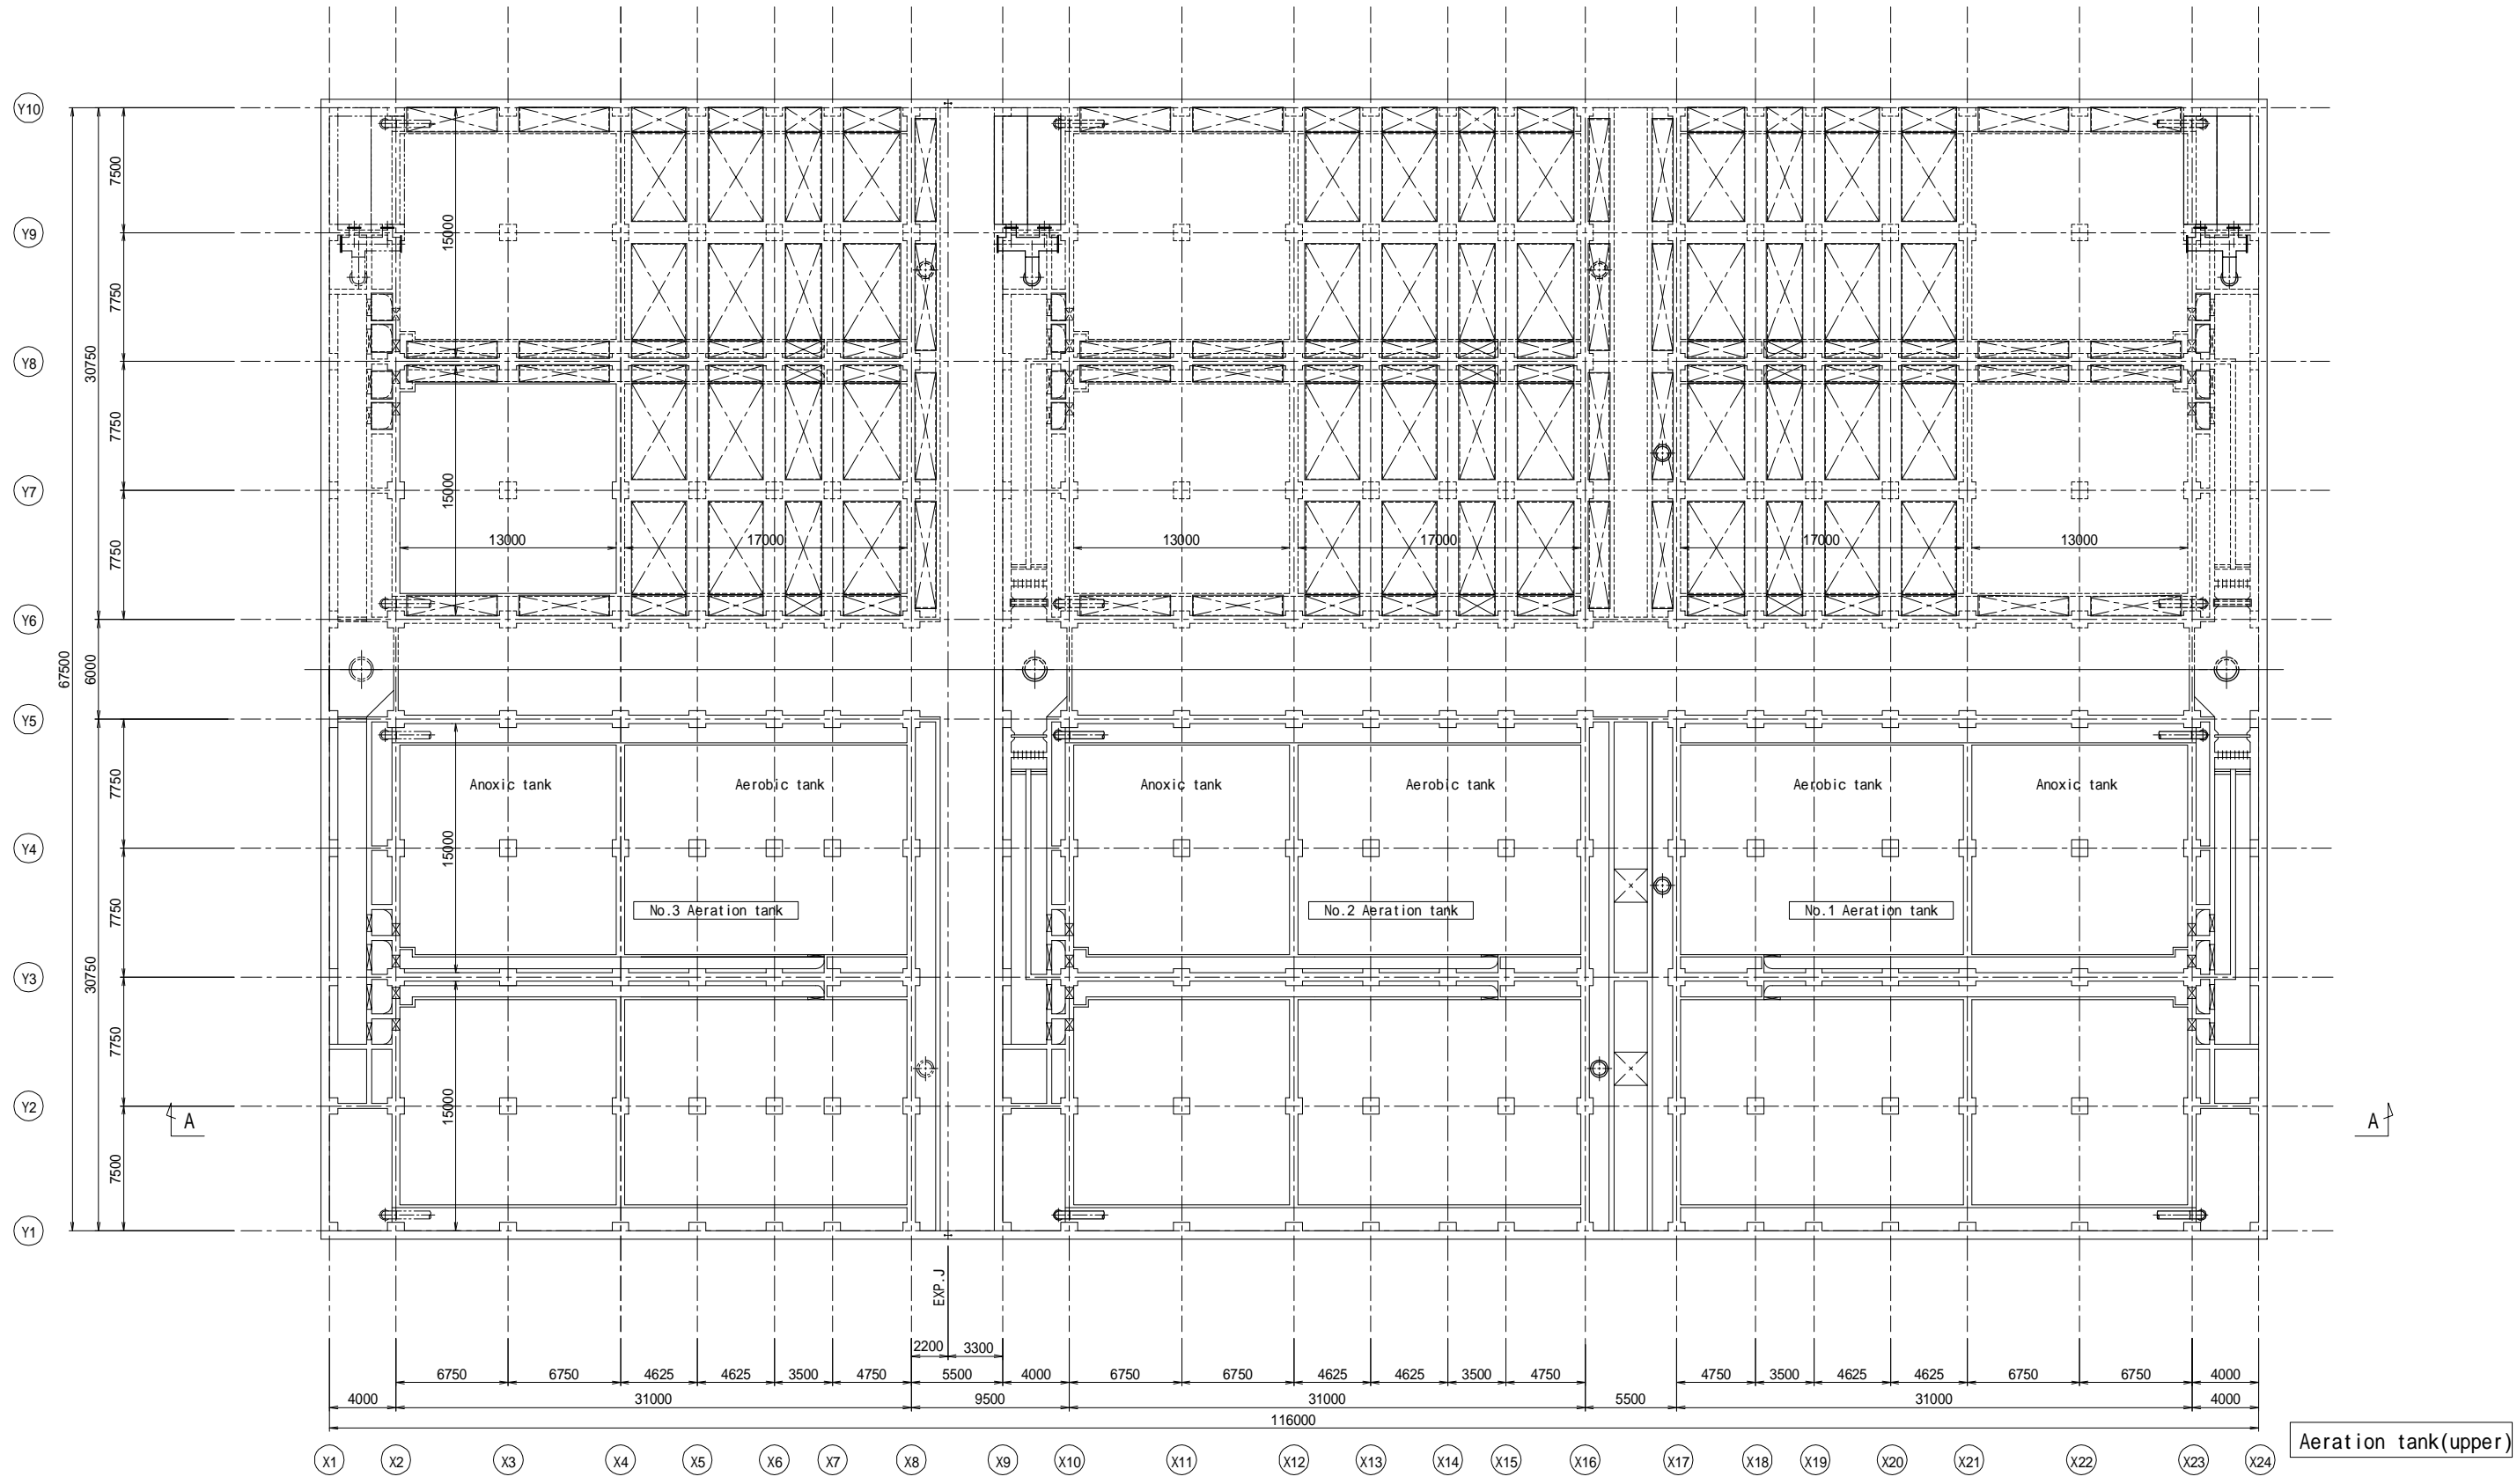 Y10
7500
15000
Y9
7750
Y8
30750
7750
15000
Y7
13000 17000 13000 17000 17000 13000
7750
Y6
67500 6000
Y5
Anoxic tank Aerobic tank Anoxic tank Aerobic tank Aerobic tank Anoxic tank
7750
15000
Y4
No.3 Aeration tank No.2 Aeration tank No.1 Aeration tank
7750
Y3
30750
7750
15000
Y2
A A
7500
Y1
EXP.J
2200 3300
6750 6750 4625 4625 3500 4750 5500 4000 6750 6750 4625 4625 3500 4750 4750 3500 4625 4625 6750 6750 4000
4000 31000 9500 31000 5500 31000 4000
116000
X1 X2 X3 X4 X5 X6 X7 X8 X9 X10 X11 X12 X13 X14 X15 X16 X17 X18 X19 X20 X21 X22 X23 X24
Aeration tank(upper)